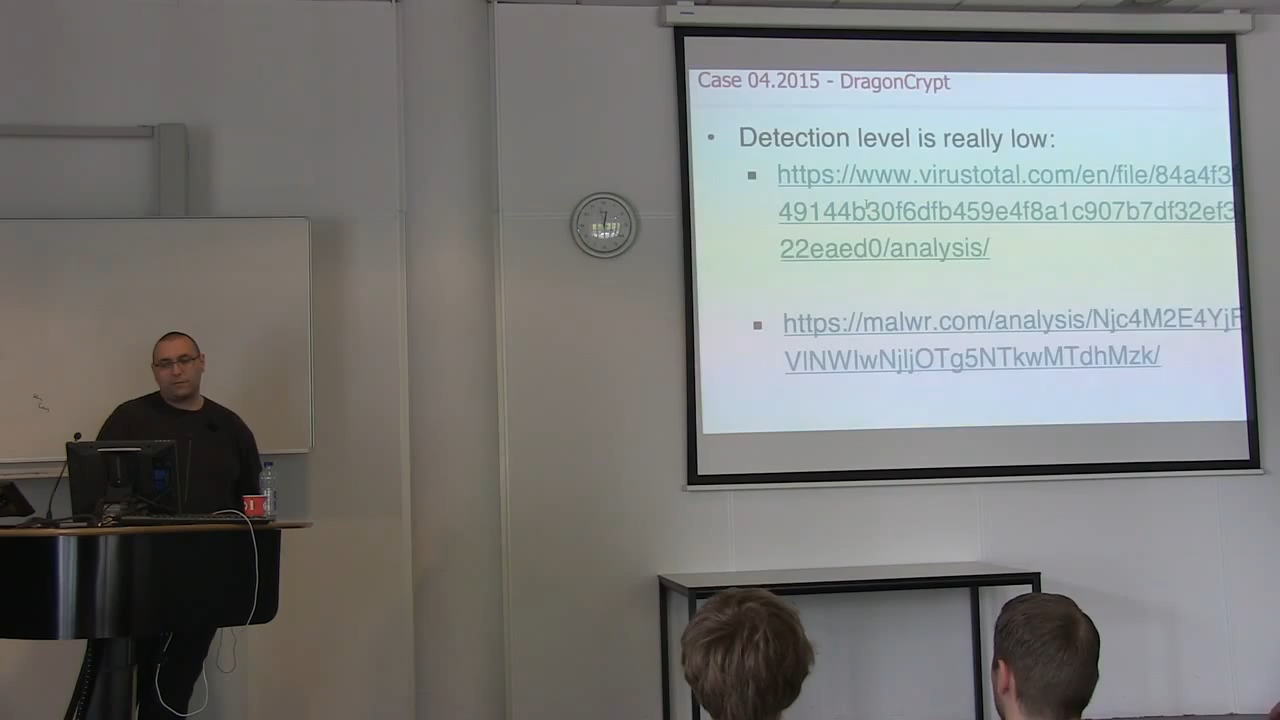 Case 04.2015 - DragonCrypt
• Detection level is really low:
▪ https://www.virustotal.com/en/file/84a4f3
49144b30f6dfb459e4f8a1c907b7df32ef3
22eaed0/analysis/
▪ https://malwr.com/analysis/Njc4M2E4YjF
VlNWIwNjljOTg5NTkwMTdhMzk/